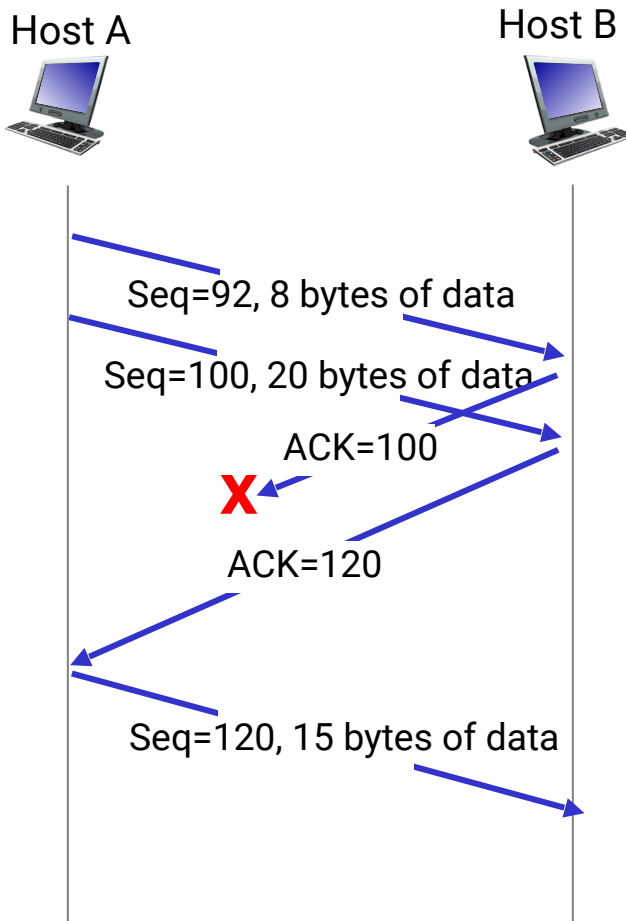 Host A
Host B
Seq=92, 8 bytes of data
Seq=100, 20 bytes of data
ACK=100
X
ACK=120
Seq=120, 15 bytes of data